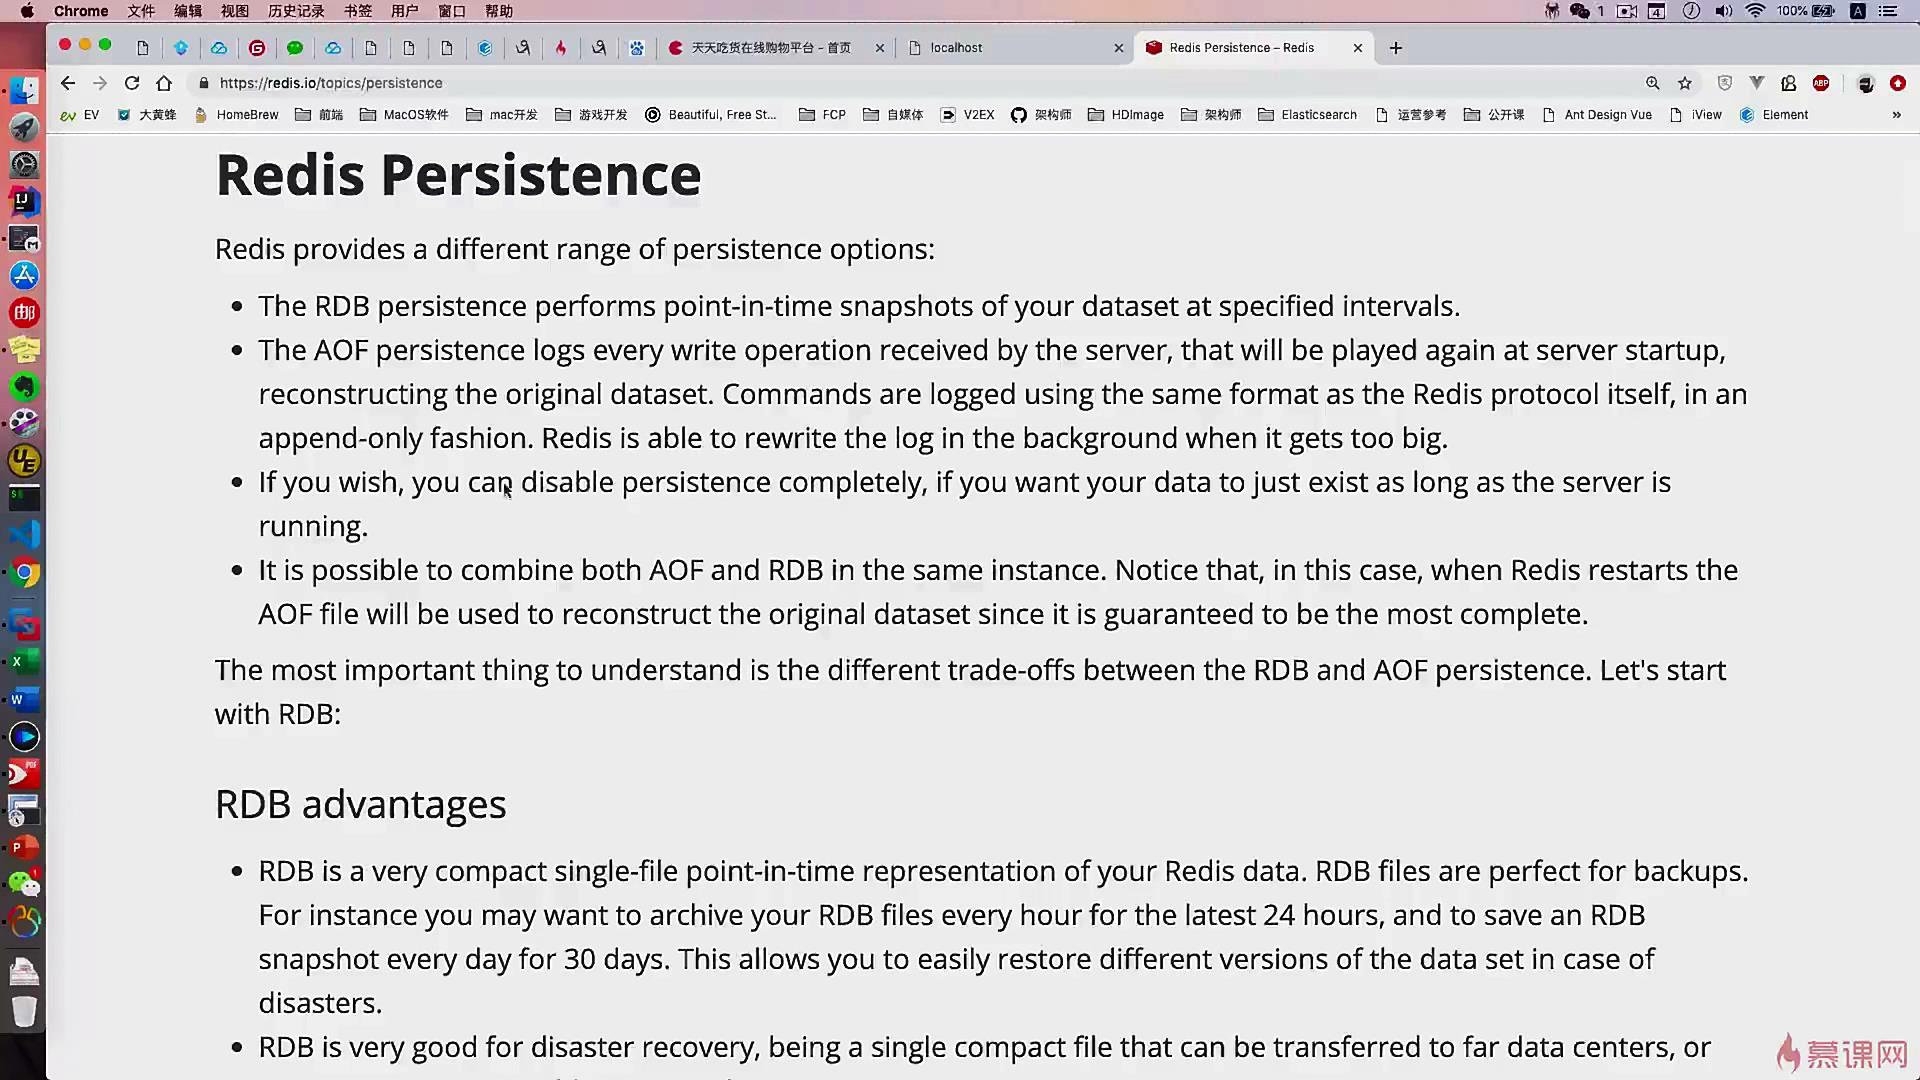 Chrome 文件 编辑 视图 历史记录 书签 用户 窗口 帮助 1 4 100% A
天天吃货在线购物平台 - 首页 localhost Redis Persistence – Redis
https://redis.io/topics/persistence ABP
ev EV 大黄蜂 HomeBrew 前端 MacOS软件 mac开发 游戏开发 Beautiful, Free St... FCP 自媒体 V2EX 架构师 HDImage 架构师 Elasticsearch 运营参考 公开课 Ant Design Vue iView Element »
Redis Persistence
Redis provides a different range of persistence options:
• The RDB persistence performs point-in-time snapshots of your dataset at specified intervals.
• The AOF persistence logs every write operation received by the server, that will be played again at server startup,
reconstructing the original dataset. Commands are logged using the same format as the Redis protocol itself, in an
append-only fashion. Redis is able to rewrite the log in the background when it gets too big.
• If you wish, you can disable persistence completely, if you want your data to just exist as long as the server is
running.
• It is possible to combine both AOF and RDB in the same instance. Notice that, in this case, when Redis restarts the
AOF file will be used to reconstruct the original dataset since it is guaranteed to be the most complete.
The most important thing to understand is the different trade-offs between the RDB and AOF persistence. Let's start
with RDB:
RDB advantages
• RDB is a very compact single-file point-in-time representation of your Redis data. RDB files are perfect for backups.
For instance you may want to archive your RDB files every hour for the latest 24 hours, and to save an RDB
snapshot every day for 30 days. This allows you to easily restore different versions of the data set in case of
disasters.
• RDB is very good for disaster recovery, being a single compact file that can be transferred to far data centers, or
慕课网